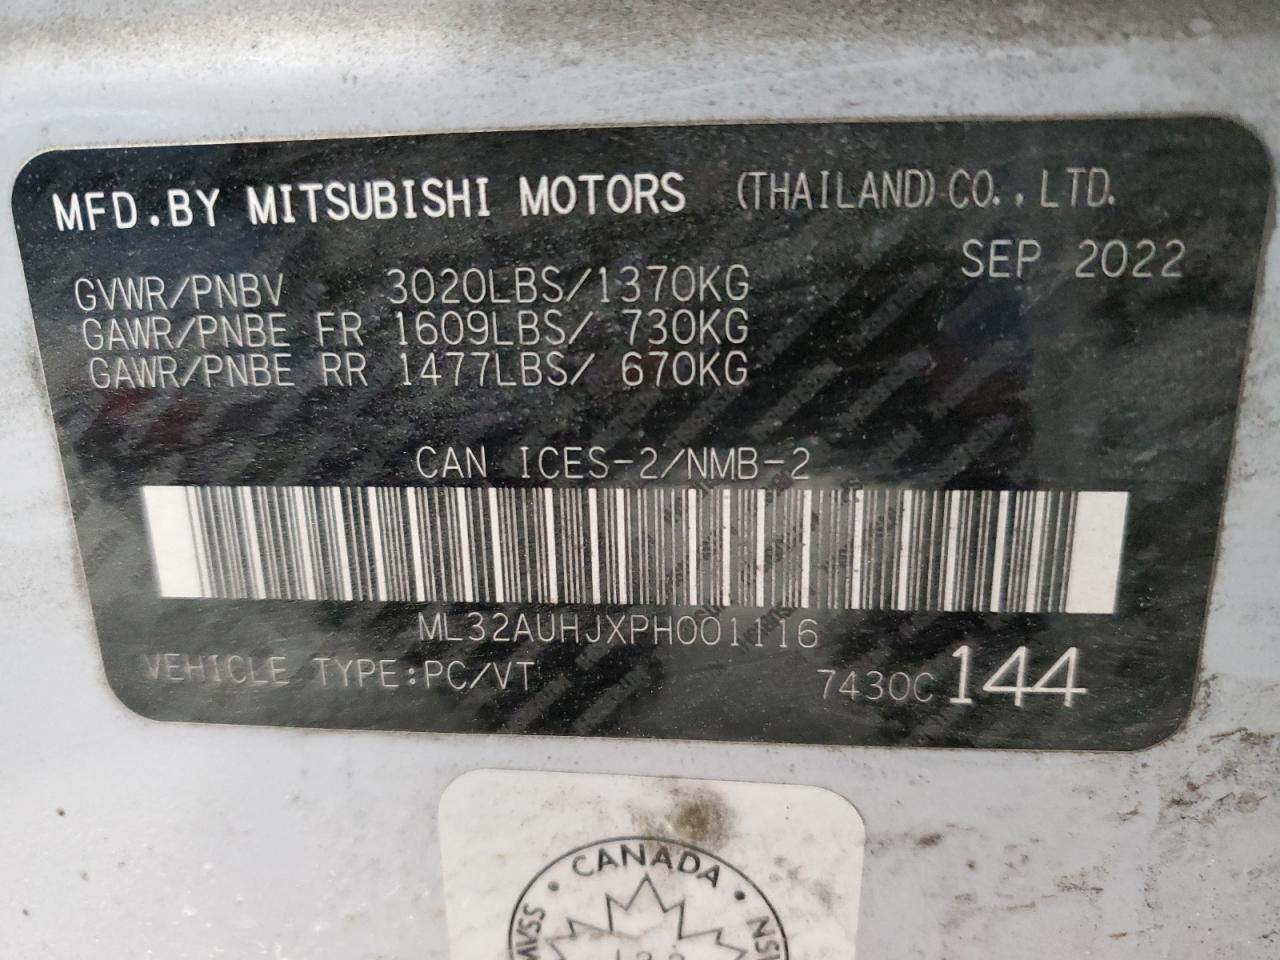 MFD.BY MITSUBISHI MOTORS (THAILAND) CO., LTD.
SEP 2022
GVWR/PNBV 3020LBS/1370KG
GAWR/PNBE FR 1609LBS/ 730KG
GAWR/PNBE RR 1477LBS/ 670KG
CAN ICES-2/NMB-2
ML32AUHJXPH001116
VEHICLE TYPE:PC/VT 7430C 144
CANADA